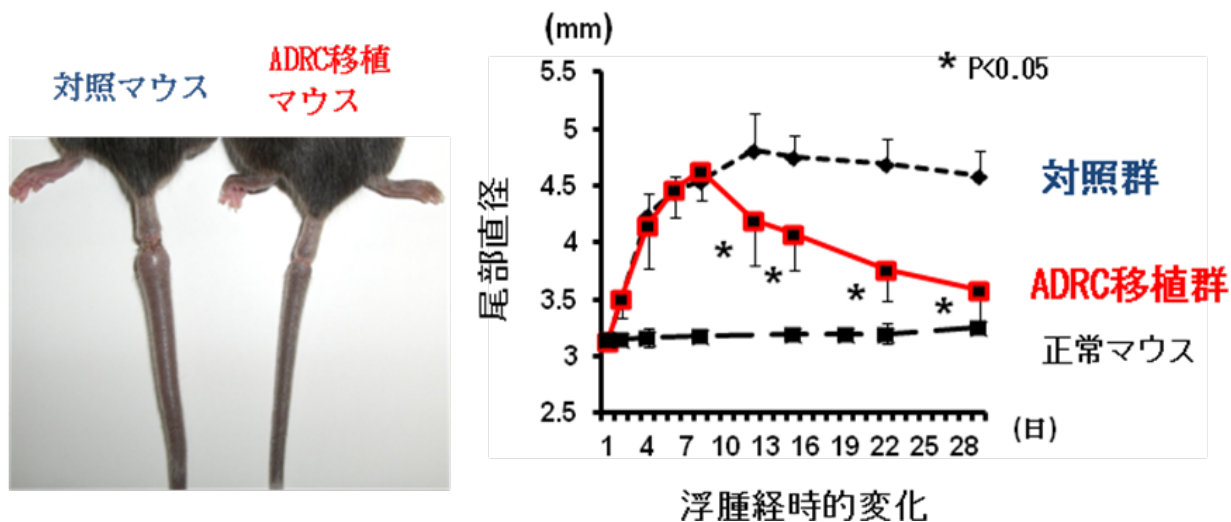 対照マウス
ADRC移植
マウス
(mm)
* P<0.05
5.5
5
4.5
4
3.5
3
2.5
尾部直径
* * * *
対照群
ADRC移植群
正常マウス
1 4 7 10 13 16 19 22 25 28
(日)
浮腫経時的変化